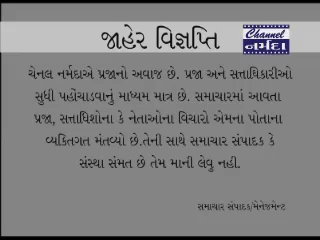 જાહેર વિજ્ઞપ્તિ
Channel
નર્મદા
ચેનલ નર્મદાએ પ્રજાનો અવાજ છે. પ્રજા અને સત્તાધિકારીઓ
સુધી પહોંચાડવાનું માધ્યમ માત્ર છે. સમાચારમાં આવતા
પ્રજા, સત્તાધિશોના કે નેતાઓના વિચારો એમના પોતાના
વ્યકિતગત મંતવ્યો છે.તેની સાથે સમાચાર સંપાદક કે
સંસ્થા સંમત છે તેમ માની લેવુ નહી.
સમાચાર સંપાદક/મેનેજમેન્ટ